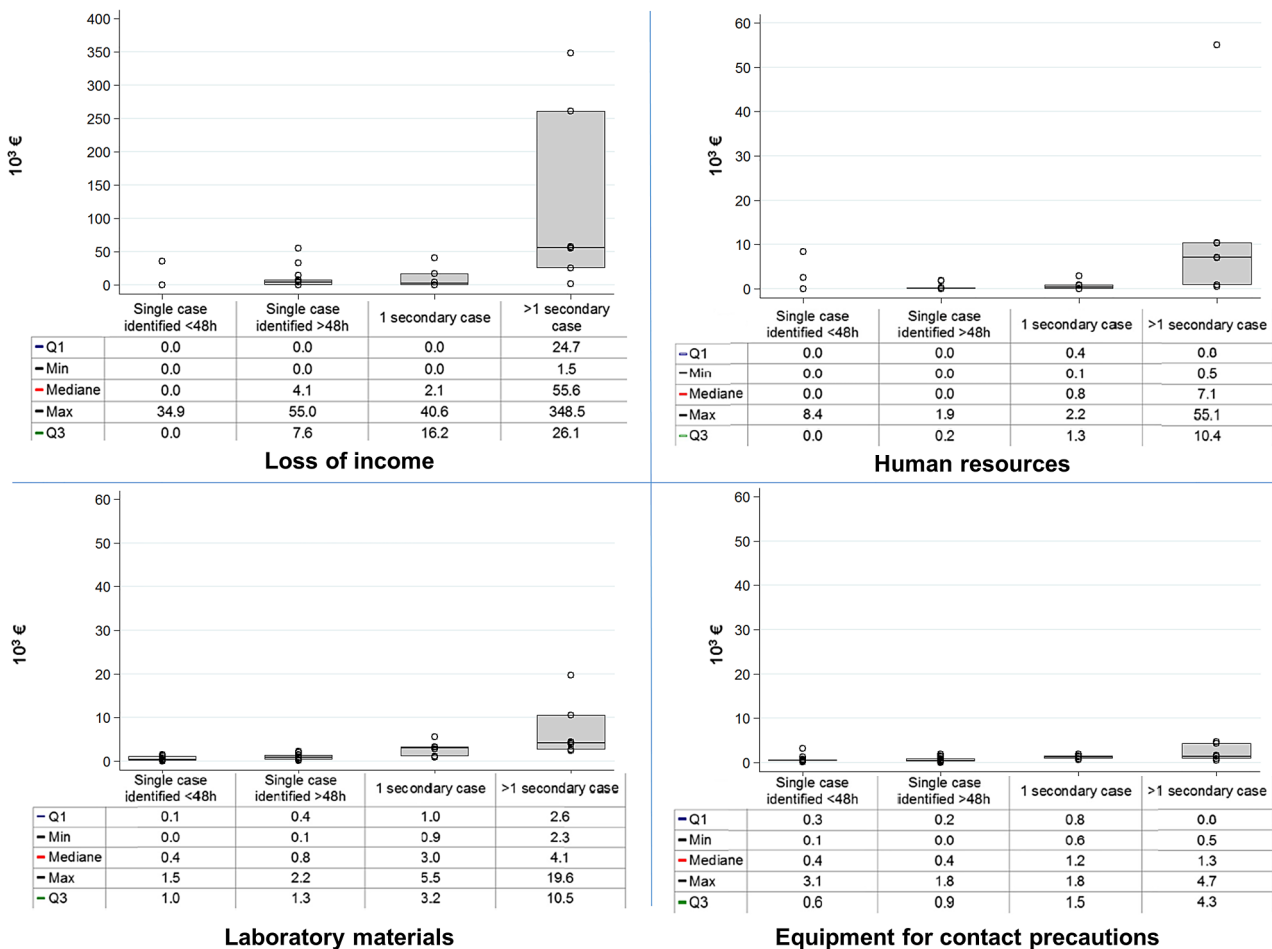 400
350
300
250
200
150
100
50
0
10³ €
Single case identified <48h
Single case identified >48h
1 secondary case
>1 secondary case
Q1 0.0 0.0 0.0 24.7
Min 0.0 0.0 0.0 1.5
Mediane 0.0 4.1 2.1 55.6
Max 34.9 55.0 40.6 348.5
Q3 0.0 7.6 16.2 26.1
Loss of income
60
50
40
30
20
10
0
10³ €
Single case identified <48h
Single case identified >48h
1 secondary case
>1 secondary case
Q1 0.0 0.0 0.4 0.8
Min 0.0 0.0 0.1 0.5
Mediane 0.0 0.0 0.8 7.1
Max 8.4 1.9 2.2 55.1
Q3 0.0 0.2 1.3 10.4
Human resources
60
50
40
30
20
10
0
10³ €
Single case identified <48h
Single case identified >48h
1 secondary case
>1 secondary case
Q1 0.1 0.4 1.0 2.6
Min 0.0 0.1 0.9 2.3
Mediane 0.4 0.8 3.0 4.1
Max 1.5 2.2 5.5 19.6
Q3 1.0 1.3 3.2 10.5
Laboratory materials
60
50
40
30
20
10
0
10³ €
Single case identified <48h
Single case identified >48h
1 secondary case
>1 secondary case
Q1 0.3 0.2 0.8 0.0
Min 0.1 0.0 0.6 0.5
Mediane 0.4 0.4 1.2 1.3
Max 3.1 1.8 1.8 4.7
Q3 0.6 0.9 1.5 4.3
Equipment for contact precautions